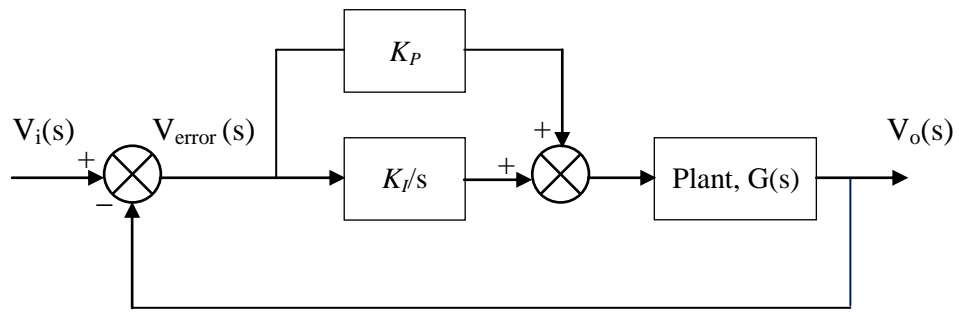 K_P
V_i(s)
V_error (s)
V_o(s)
+
+
−
K_I/s
+
Plant, G(s)